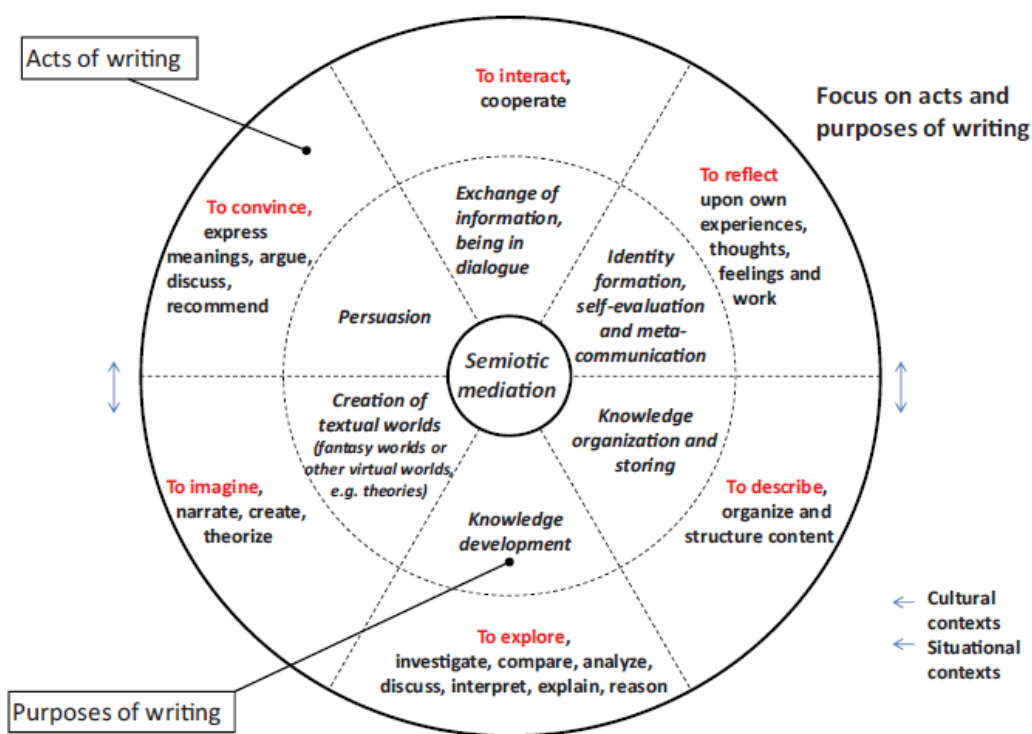 Acts of writing
To interact,
cooperate
Focus on acts and
purposes of writing
To reflect
upon own
experiences,
thoughts,
feelings and
work
To convince,
express
meanings, argue,
discuss,
recommend
Exchange of
information,
being in
dialogue
Identity
formation,
self-evaluation
and meta-
communication
Persuasion
Semiotic
mediation
Creation of
textual worlds
(fantasy worlds or
other virtual worlds,
e.g. theories)
Knowledge
organization and
storing
To imagine,
narrate, create,
theorize
To describe,
organize and
structure content
Knowledge
development
To explore,
investigate, compare, analyze,
discuss, interpret, explain, reason
Purposes of writing
Cultural
contexts
Situational
contexts